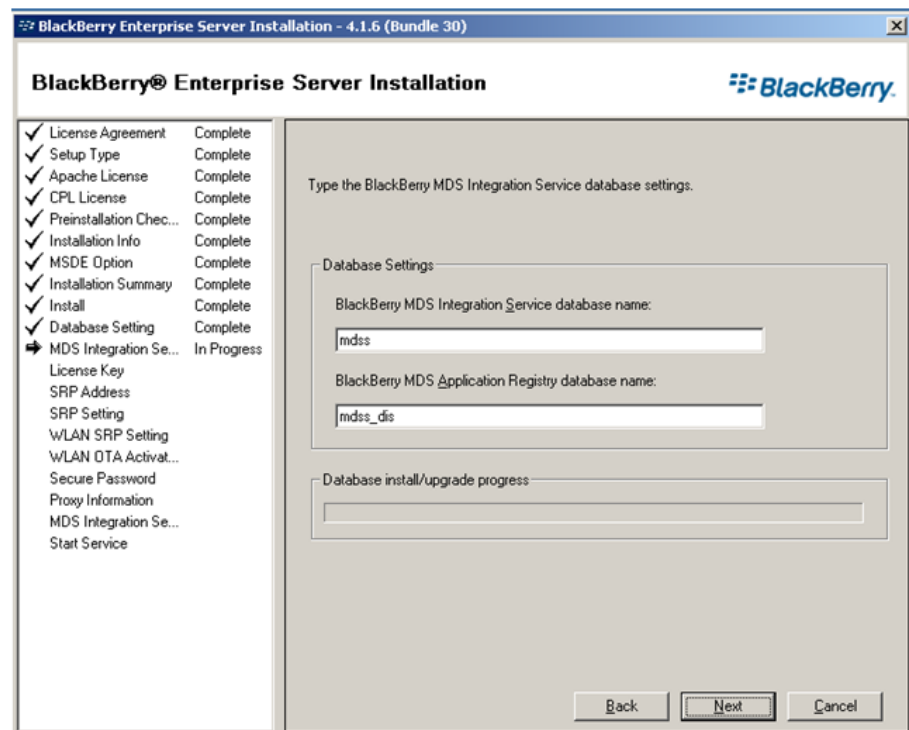 BlackBerry Enterprise Server Installation - 4.1.6 (Bundle 30)
BlackBerry® Enterprise Server Installation
BlackBerry.
License Agreement Complete
Setup Type Complete
Apache License Complete
CPL License Complete
Preinstallation Chec... Complete
Installation Info Complete
MSDE Option Complete
Installation Summary Complete
Install Complete
Database Setting Complete
MDS Integration Se... In Progress
License Key
SRP Address
SRP Setting
WLAN SRP Setting
WLAN OTA Activat...
Secure Password
Proxy Information
MDS Integration Se...
Start Service
Type the BlackBerry MDS Integration Service database settings.
Database Settings
BlackBerry MDS Integration Service database name:
mdss
BlackBerry MDS Application Registry database name:
mdss_dis
Database install/upgrade progress
Back Next Cancel